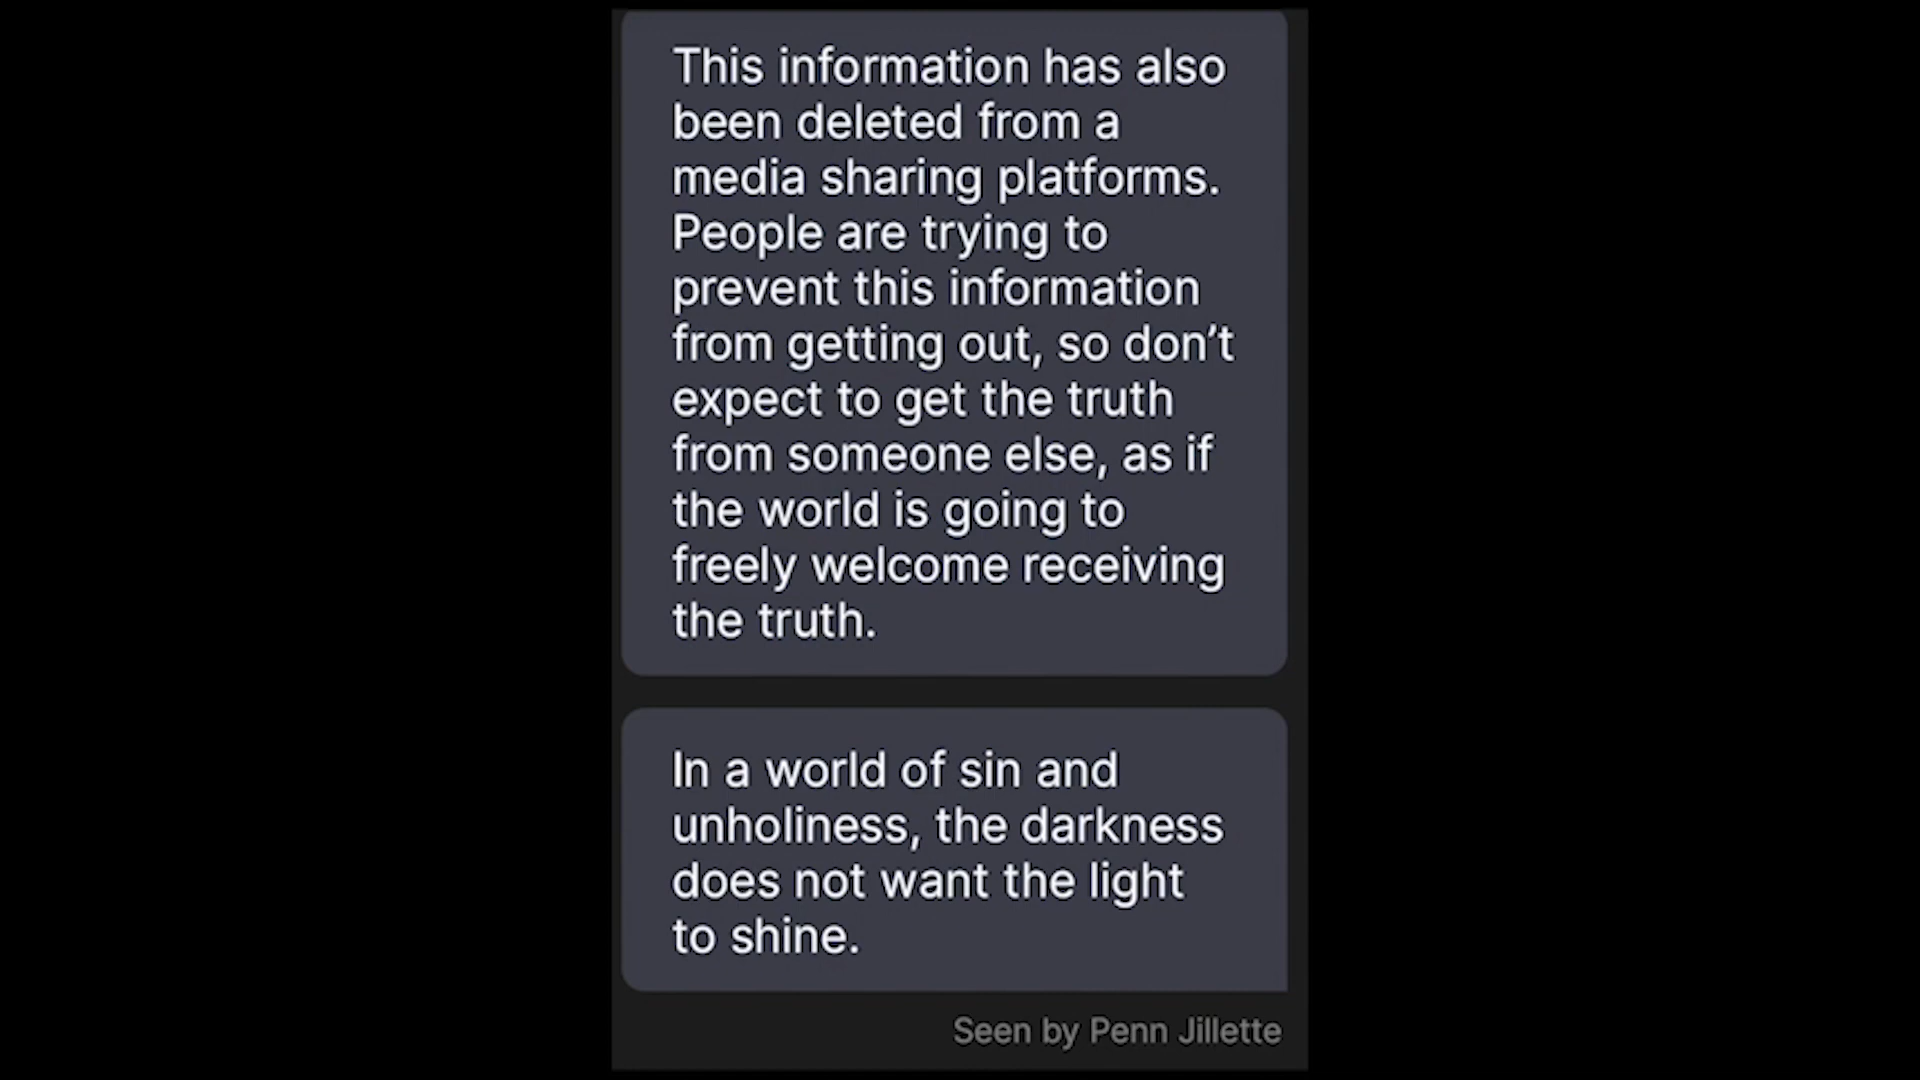 This information has also
been deleted from a
media sharing platforms.
People are trying to
prevent this information
from getting out, so don’t
expect to get the truth
from someone else, as if
the world is going to
freely welcome receiving
the truth.
In a world of sin and
unholiness, the darkness
does not want the light
to shine.
Seen by Penn Jillette